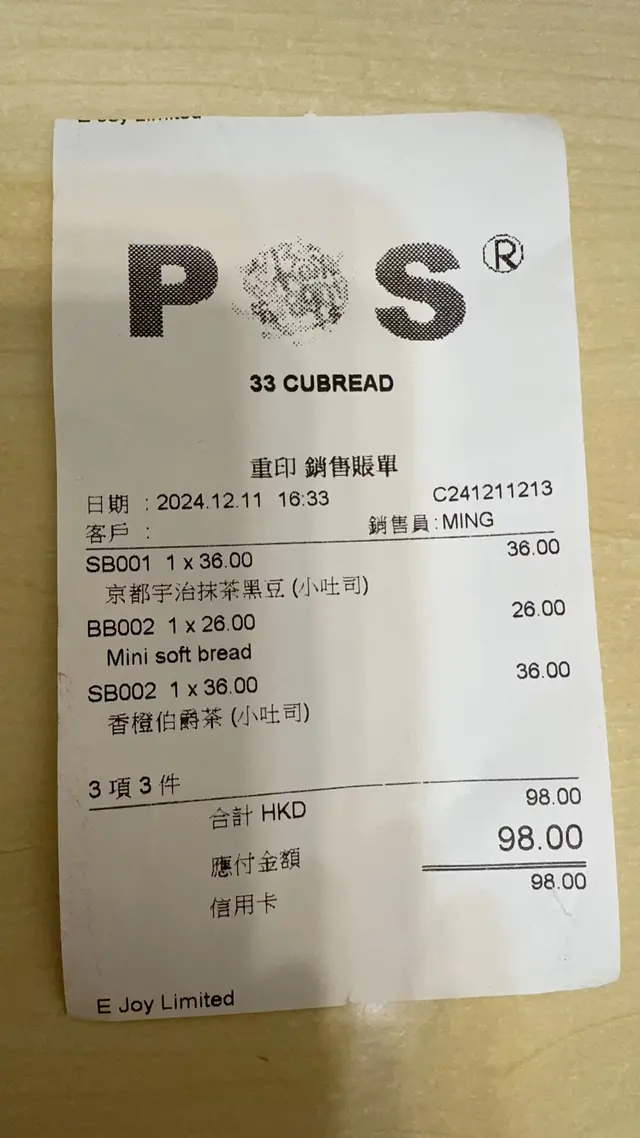 E Joy Limited
P S ®
33 CUBREAD
重印 銷售賬單
日期 : 2024.12.11 16:33 C241211213
客戶 : 銷售員:MING
SB001 1 x 36.00 36.00
京都宇治抹茶黑豆 (小吐司)
BB002 1 x 26.00 26.00
Mini soft bread
SB002 1 x 36.00 36.00
香橙伯爵茶 (小吐司)
3 項 3 件
合計 HKD 98.00
應付金額 98.00
信用卡 98.00
E Joy Limited